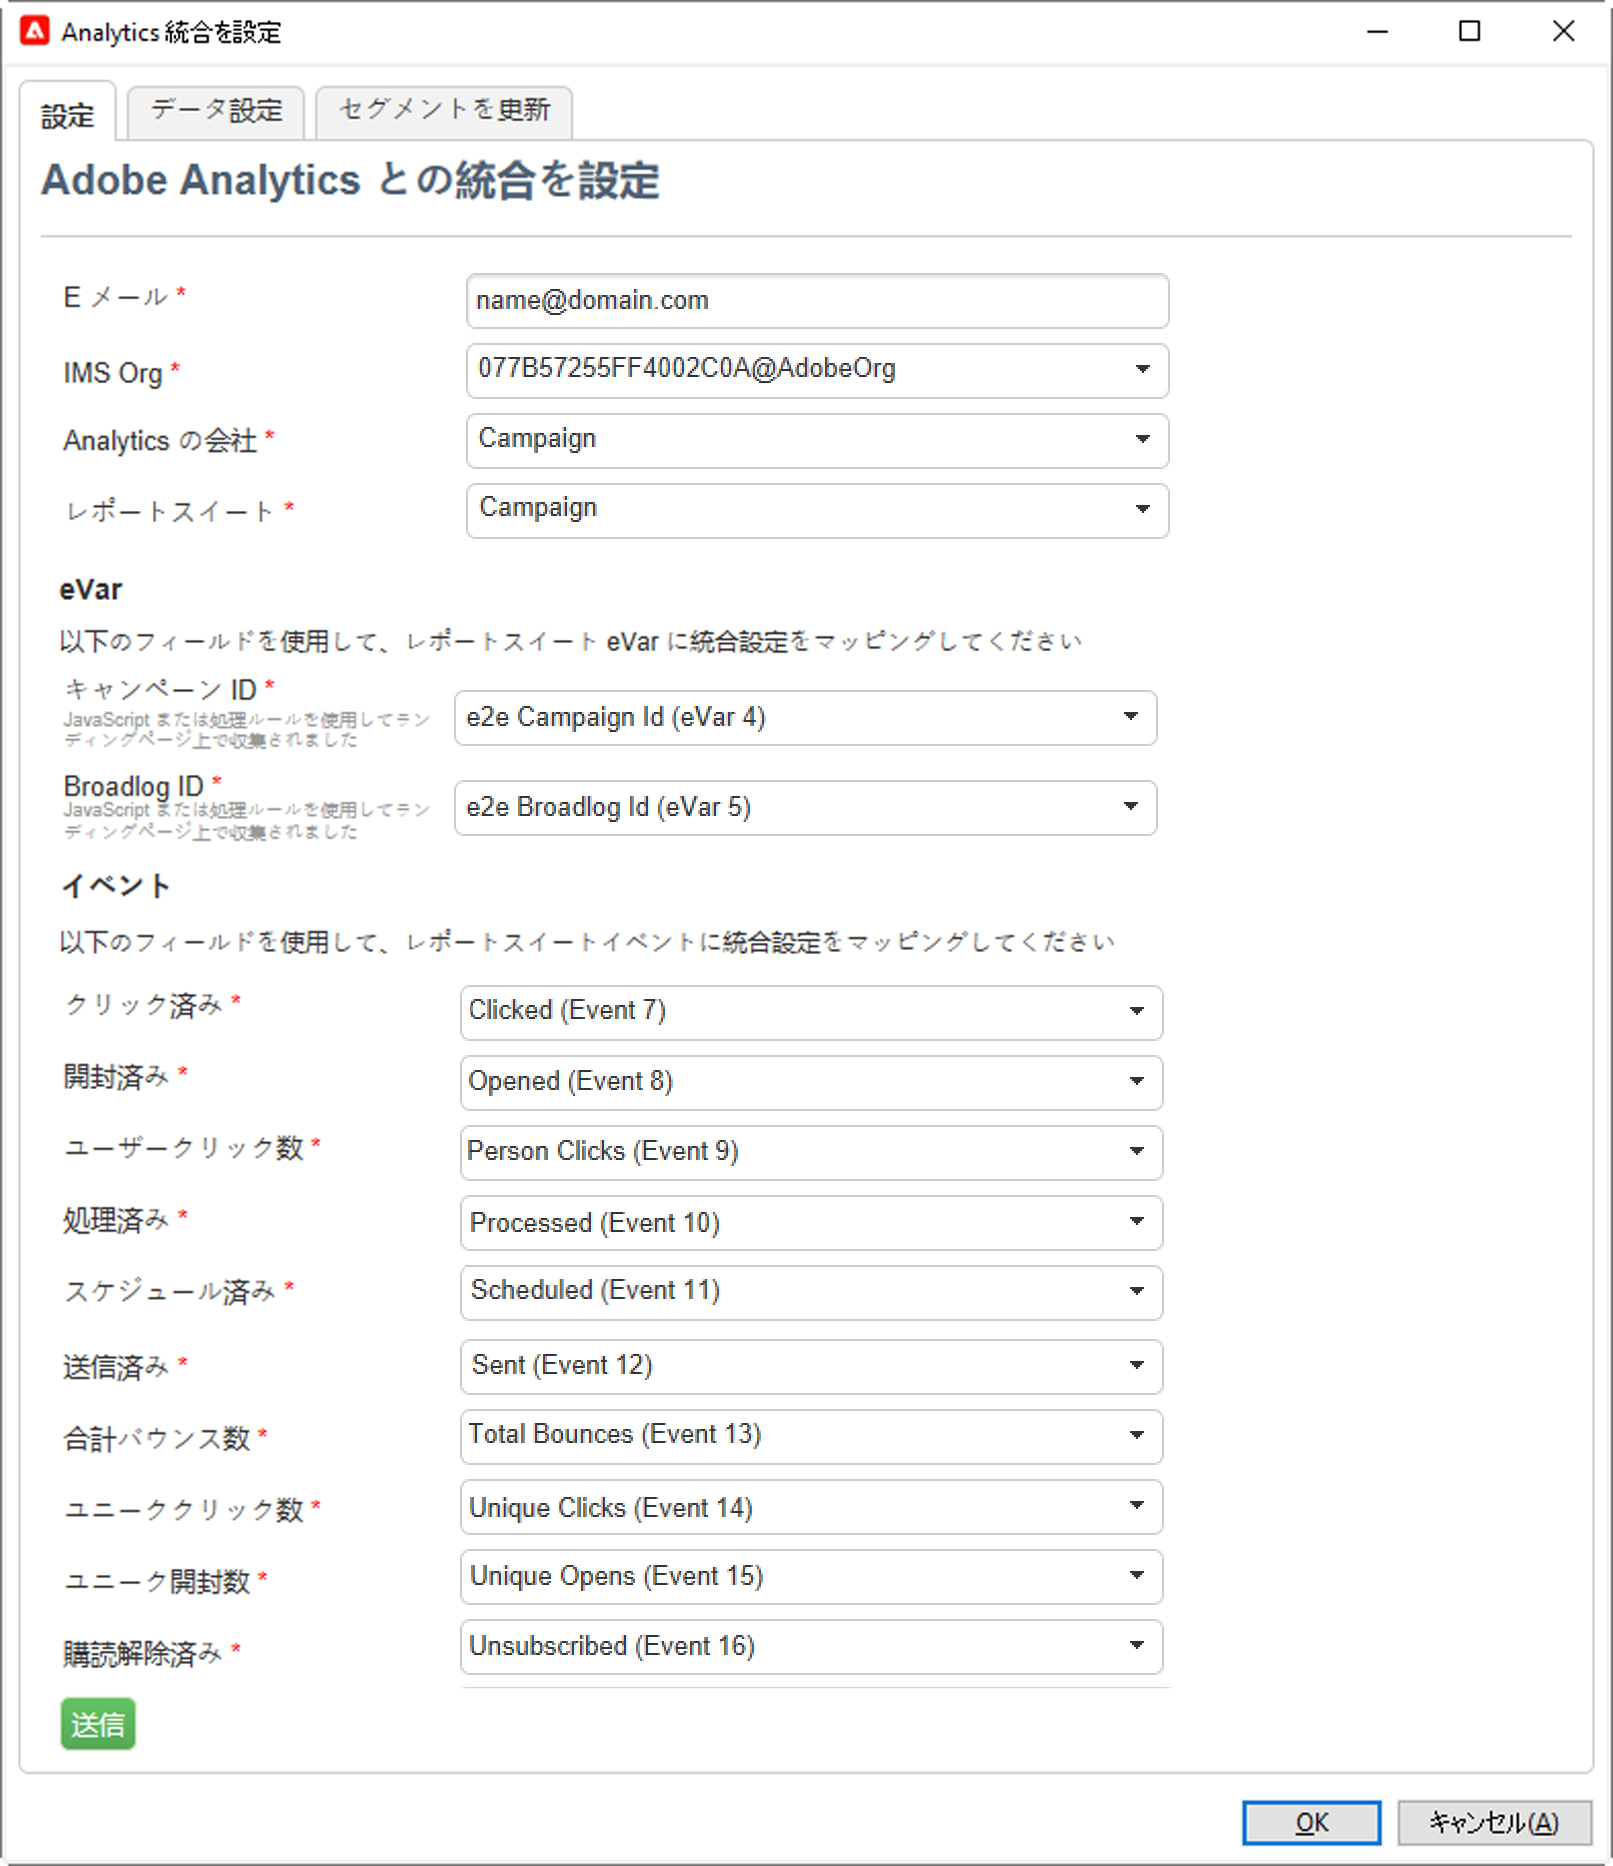 Analytics 統合を設定
設定
データ設定
セグメントを更新
Adobe Analytics との統合を設定
E メール *
name@domain.com
IMS Org *
077B57255FF4002C0A@AdobeOrg
Analytics の会社 *
Campaign
レポートスイート *
Campaign
eVar
以下のフィールドを使用して、レポートスイート eVar に統合設定をマッピングしてください
キャンペーン ID *
JavaScript または処理ルールを使用してラン
ディングページ上で収集されました
e2e Campaign Id (eVar 4)
Broadlog ID *
JavaScript または処理ルールを使用してラン
ディングページ上で収集されました
e2e Broadlog Id (eVar 5)
イベント
以下のフィールドを使用して、レポートスイートイベントに統合設定をマッピングしてください
クリック済み *
Clicked (Event 7)
開封済み *
Opened (Event 8)
ユーザークリック数 *
Person Clicks (Event 9)
処理済み *
Processed (Event 10)
スケジュール済み *
Scheduled (Event 11)
送信済み *
Sent (Event 12)
合計バウンス数 *
Total Bounces (Event 13)
ユニーククリック数 *
Unique Clicks (Event 14)
ユニーク開封数 *
Unique Opens (Event 15)
購読解除済み *
Unsubscribed (Event 16)
送信
OK
キャンセル(A)